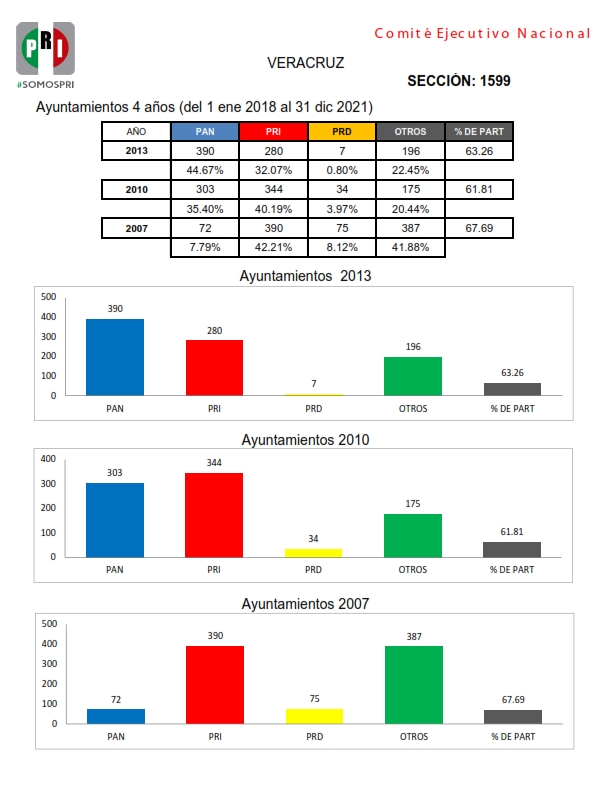 Comité Ejecutivo Nacional
PRI
#SOMOSPRI
VERACRUZ
SECCIÓN: 1599
Ayuntamientos 4 años (del 1 ene 2018 al 31 dic 2021)
AÑO PAN PRI PRD OTROS % DE PART
2013 390 280 7 196 63.26
44.67% 32.07% 0.80% 22.45%
2010 303 344 34 175 61.81
35.40% 40.19% 3.97% 20.44%
2007 72 390 75 387 67.69
7.79% 42.21% 8.12% 41.88%
Ayuntamientos 2013
500
400
300
200
100
0
390
280
7
196
63.26
PAN PRI PRD OTROS % DE PART
Ayuntamientos 2010
400
300
200
100
0
303
344
34
175
61.81
PAN PRI PRD OTROS % DE PART
Ayuntamientos 2007
500
400
300
200
100
0
72
390
75
387
67.69
PAN PRI PRD OTROS % DE PART